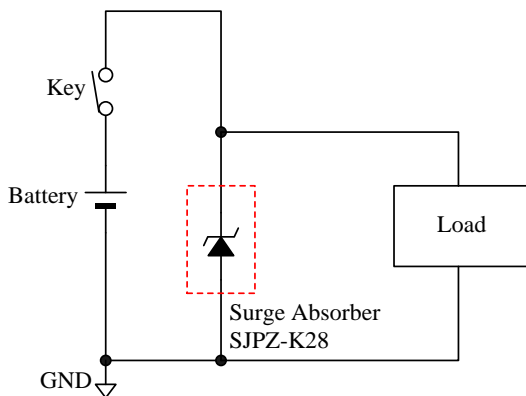 Key
Battery
Load
Surge Absorber
SJPZ-K28
GND